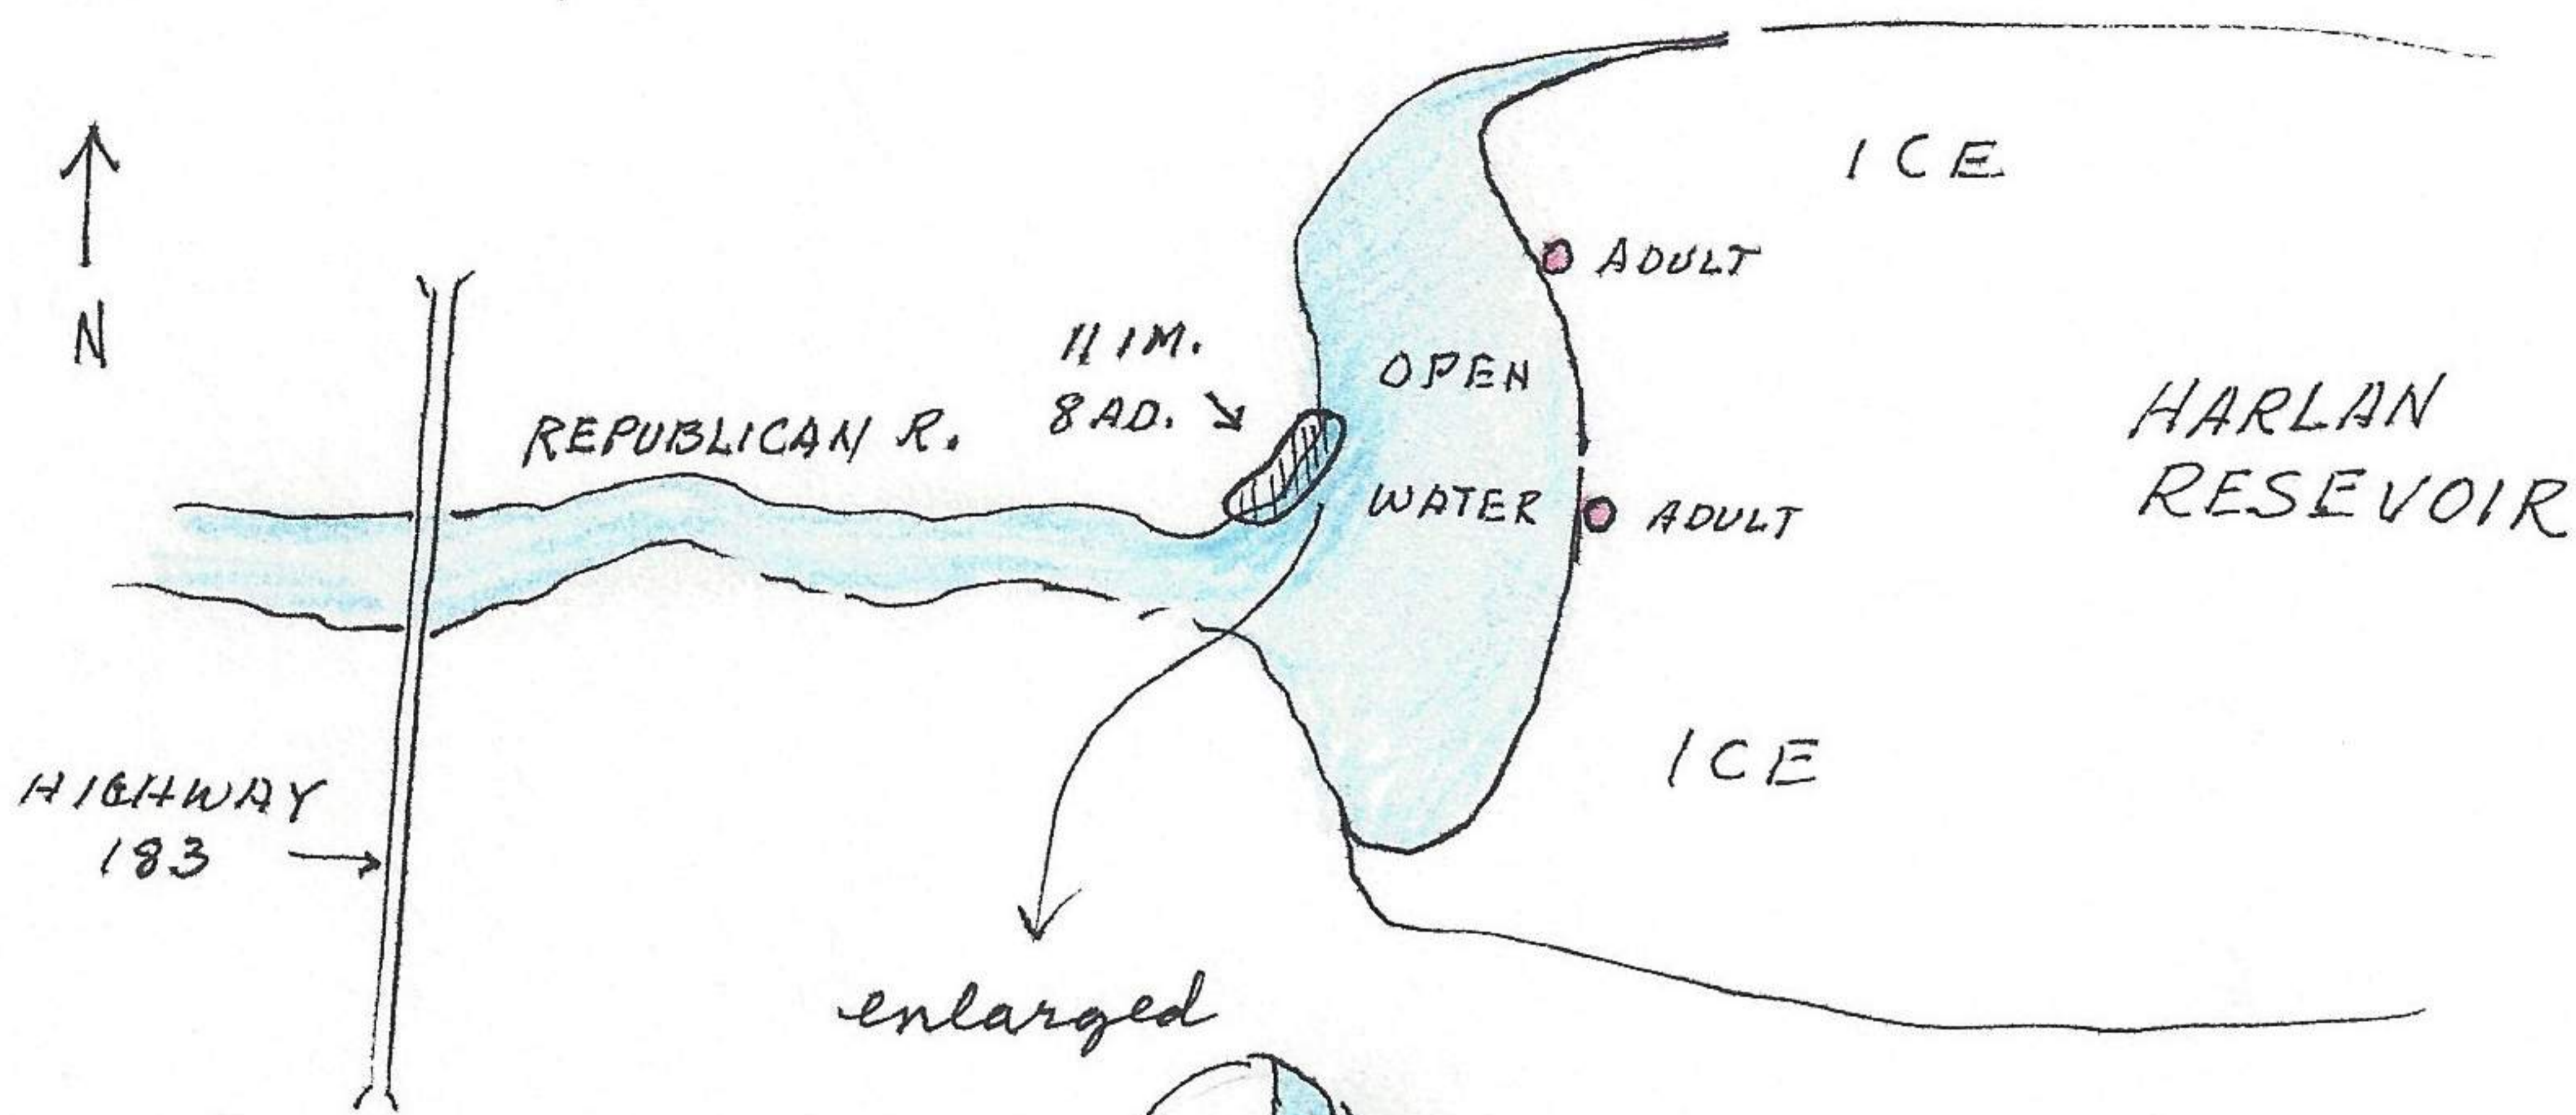 ICE
N
ADULT
11 IM.
8 AD.
OPEN
REPUBLICAN R.
HARLAN
RESEVOIR
WATER
ADULT
HIGHWAY
183
ICE
enlarged